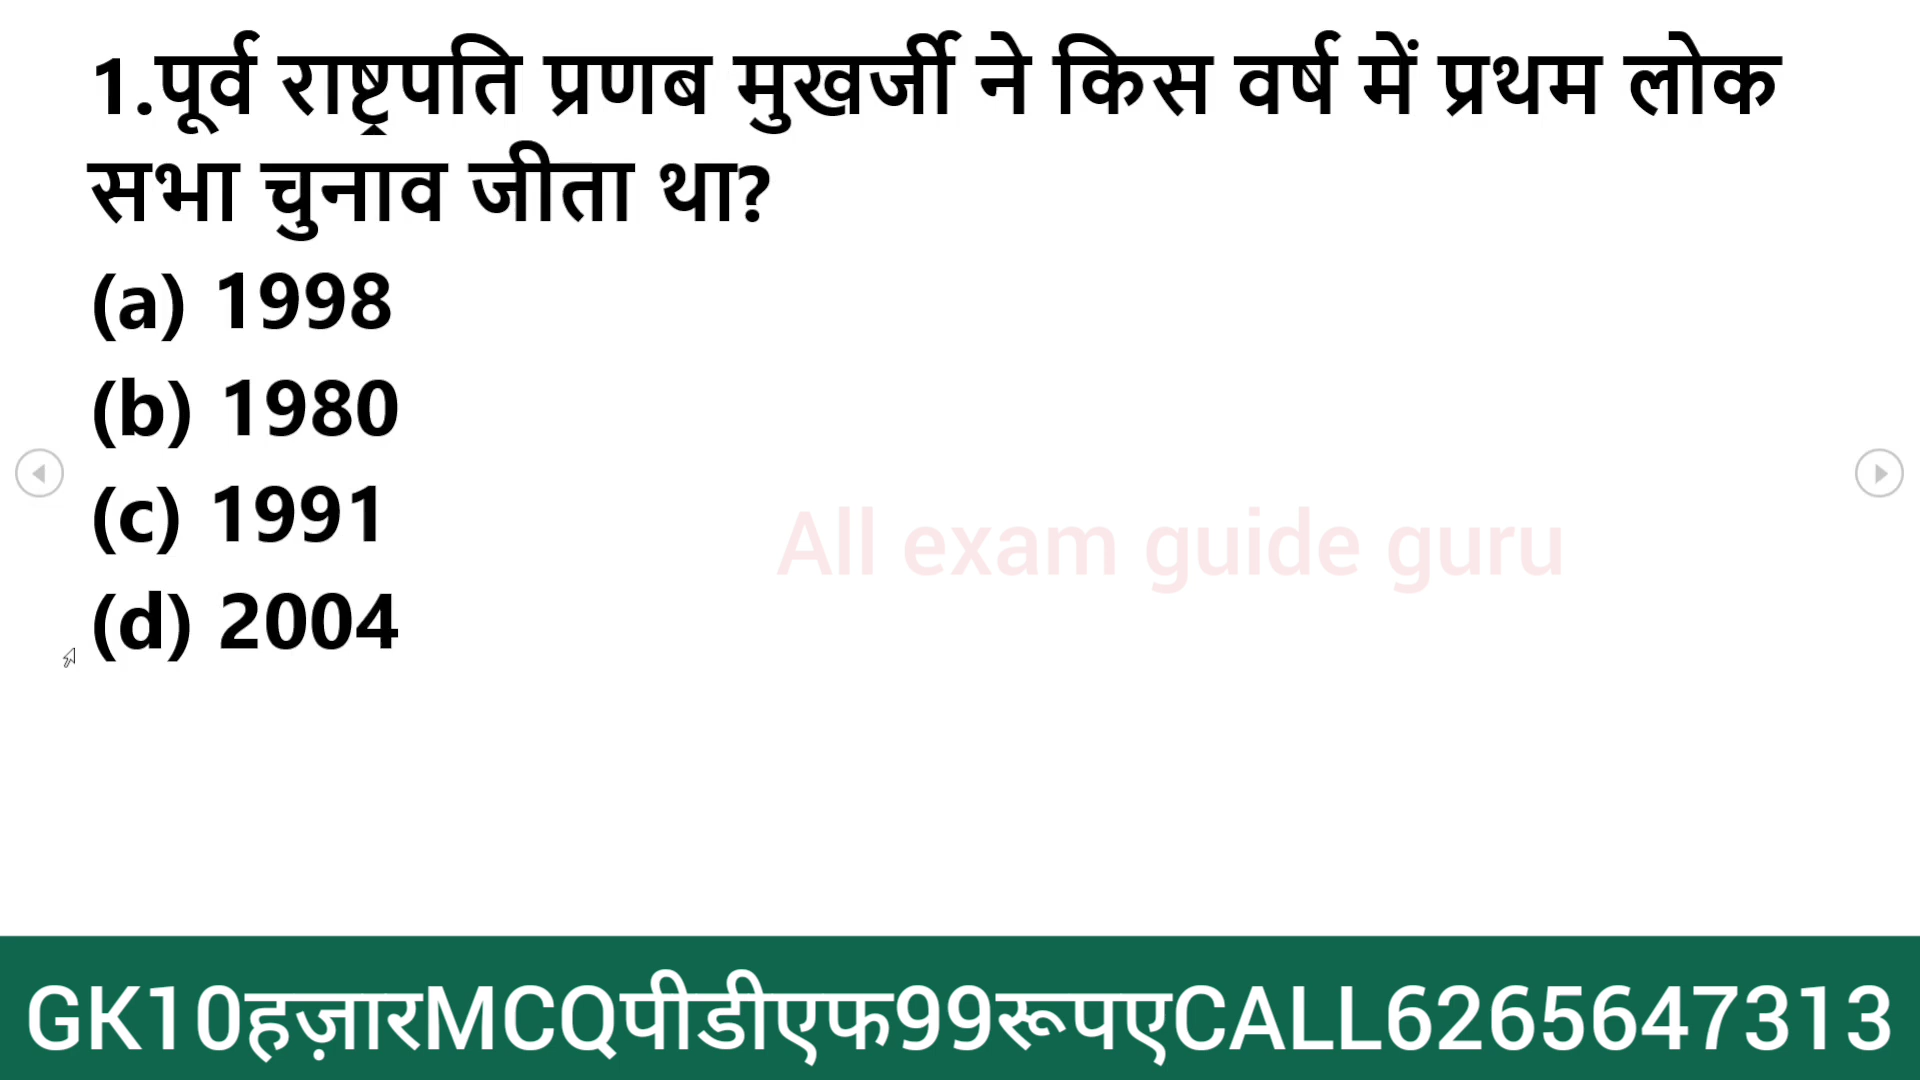 1.पूर्व राष्ट्रपति प्रणब मुखर्जी ने किस वर्ष में प्रथम लोक
सभा चुनाव जीता था?
(a) 1998
(b) 1980
(c) 1991
All exam guide guru
(d) 2004
GK10हज़ारMCQपीडीएफ99रूपएCALL6265647313